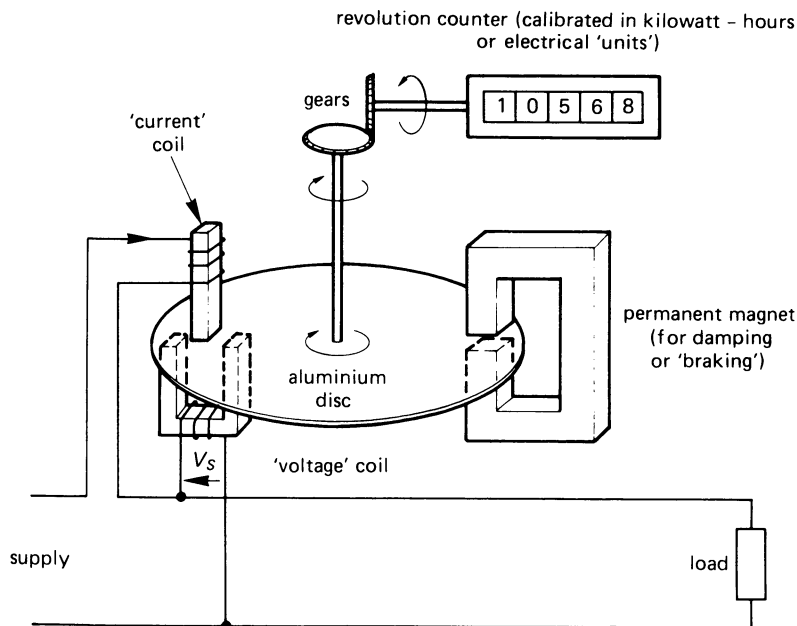 revolution counter (calibrated in kilowatt – hours
or electrical ‘units’)
gears
1 0 5 6 8
‘current’
coil
permanent magnet
(for damping
or ‘braking’)
aluminium
disc
Vs
‘voltage’ coil
supply
load